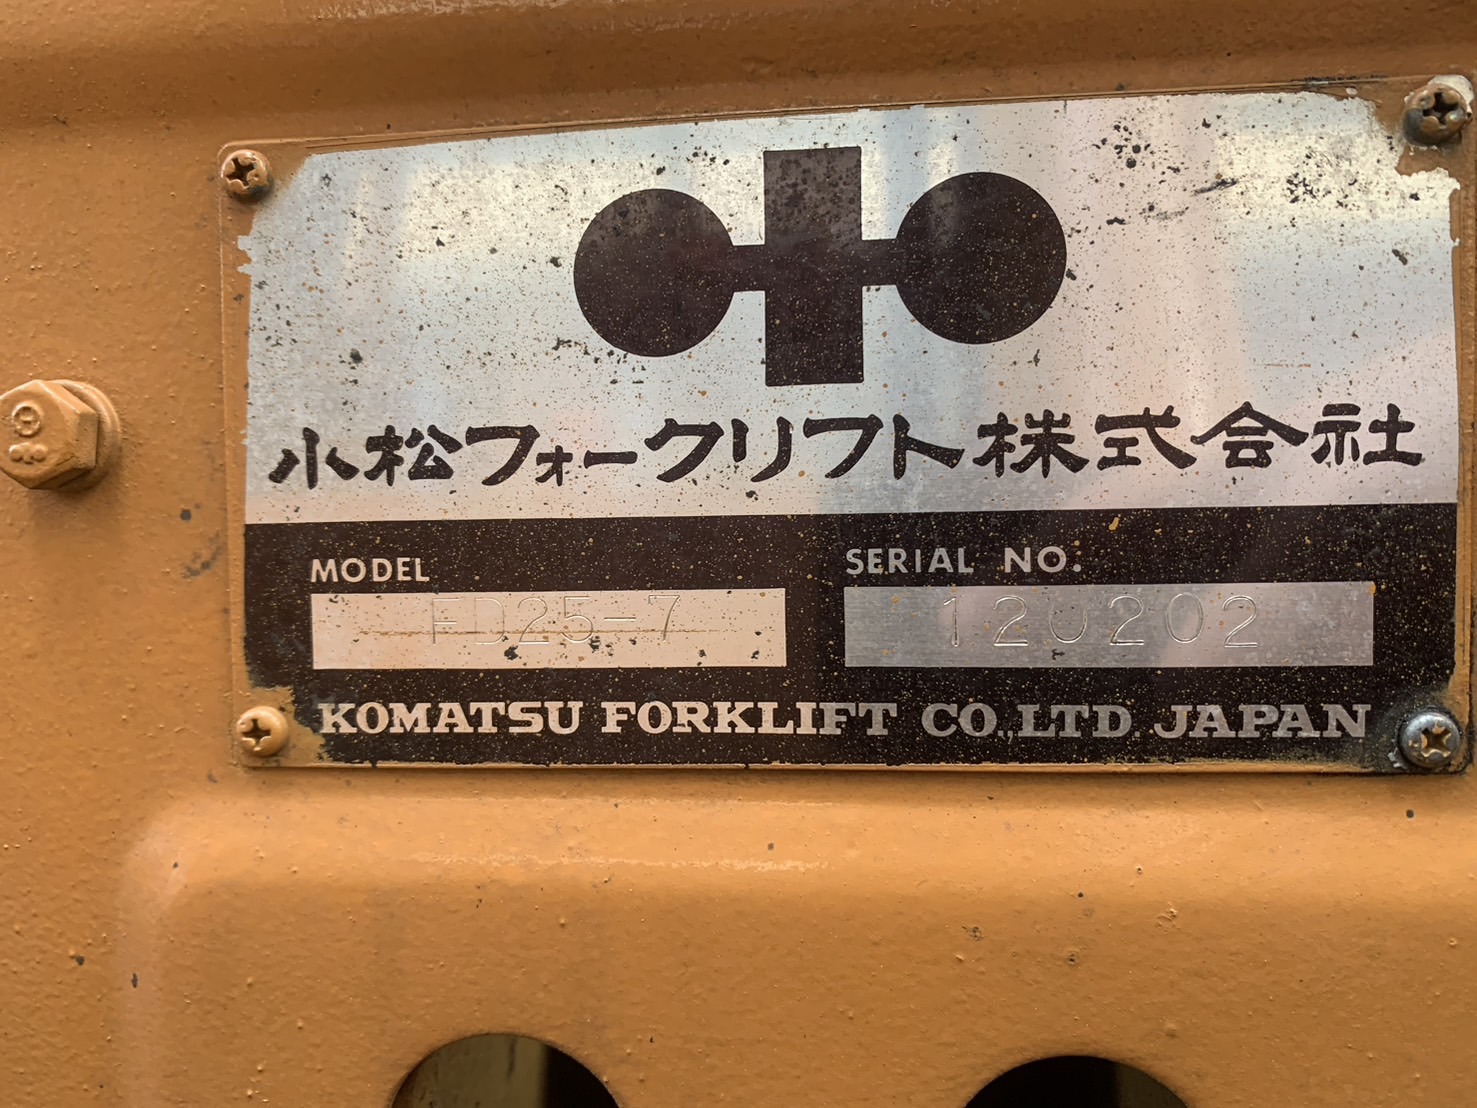 小松フォークリフト株式会社
MODEL
FD25-7
SERIAL NO.
120202
KOMATSU FORKLIFT CO.,LTD. JAPAN